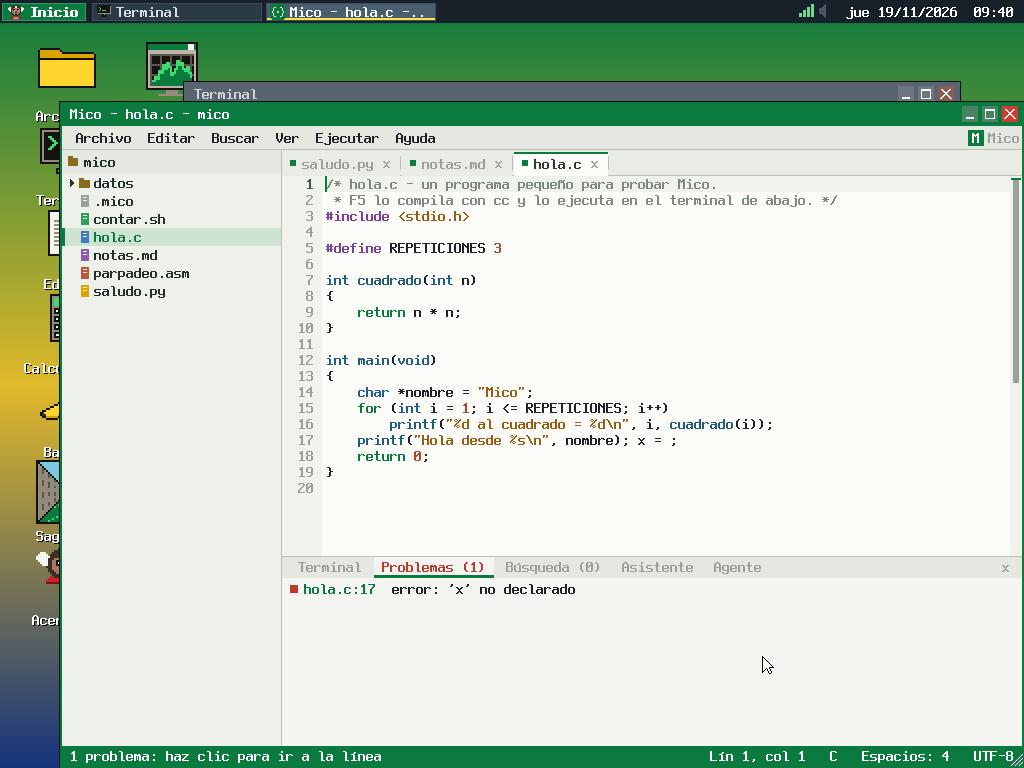 Inicio
Terminal
Mico - hola.c -..
jue 19/11/2026 09:40
Terminal
Mico - hola.c - mico
Archivo Editar Buscar Ver Ejecutar Ayuda
M Mico
mico
datos
.mico
contar.sh
hola.c
notas.md
parpadeo.asm
saludo.py
saludo.py x
notas.md x
hola.c x
1 /* hola.c - un programa pequeño para probar Mico.
2 * F5 lo compila con cc y lo ejecuta en el terminal de abajo. */
3 #include <stdio.h>
4
5 #define REPETICIONES 3
6
7 int cuadrado(int n)
8 {
9 return n * n;
10 }
11
12 int main(void)
13 {
14 char *nombre = "Mico";
15 for (int i = 1; i <= REPETICIONES; i++)
16 printf("%d al cuadrado = %d\n", i, cuadrado(i));
17 printf("Hola desde %s\n", nombre); x = ;
18 return 0;
19 }
20
Terminal Problemas (1) Búsqueda (0) Asistente Agente x
hola.c:17 error: 'x' no declarado
1 problema: haz clic para ir a la línea
Lín 1, col 1 C Espacios: 4 UTF-8